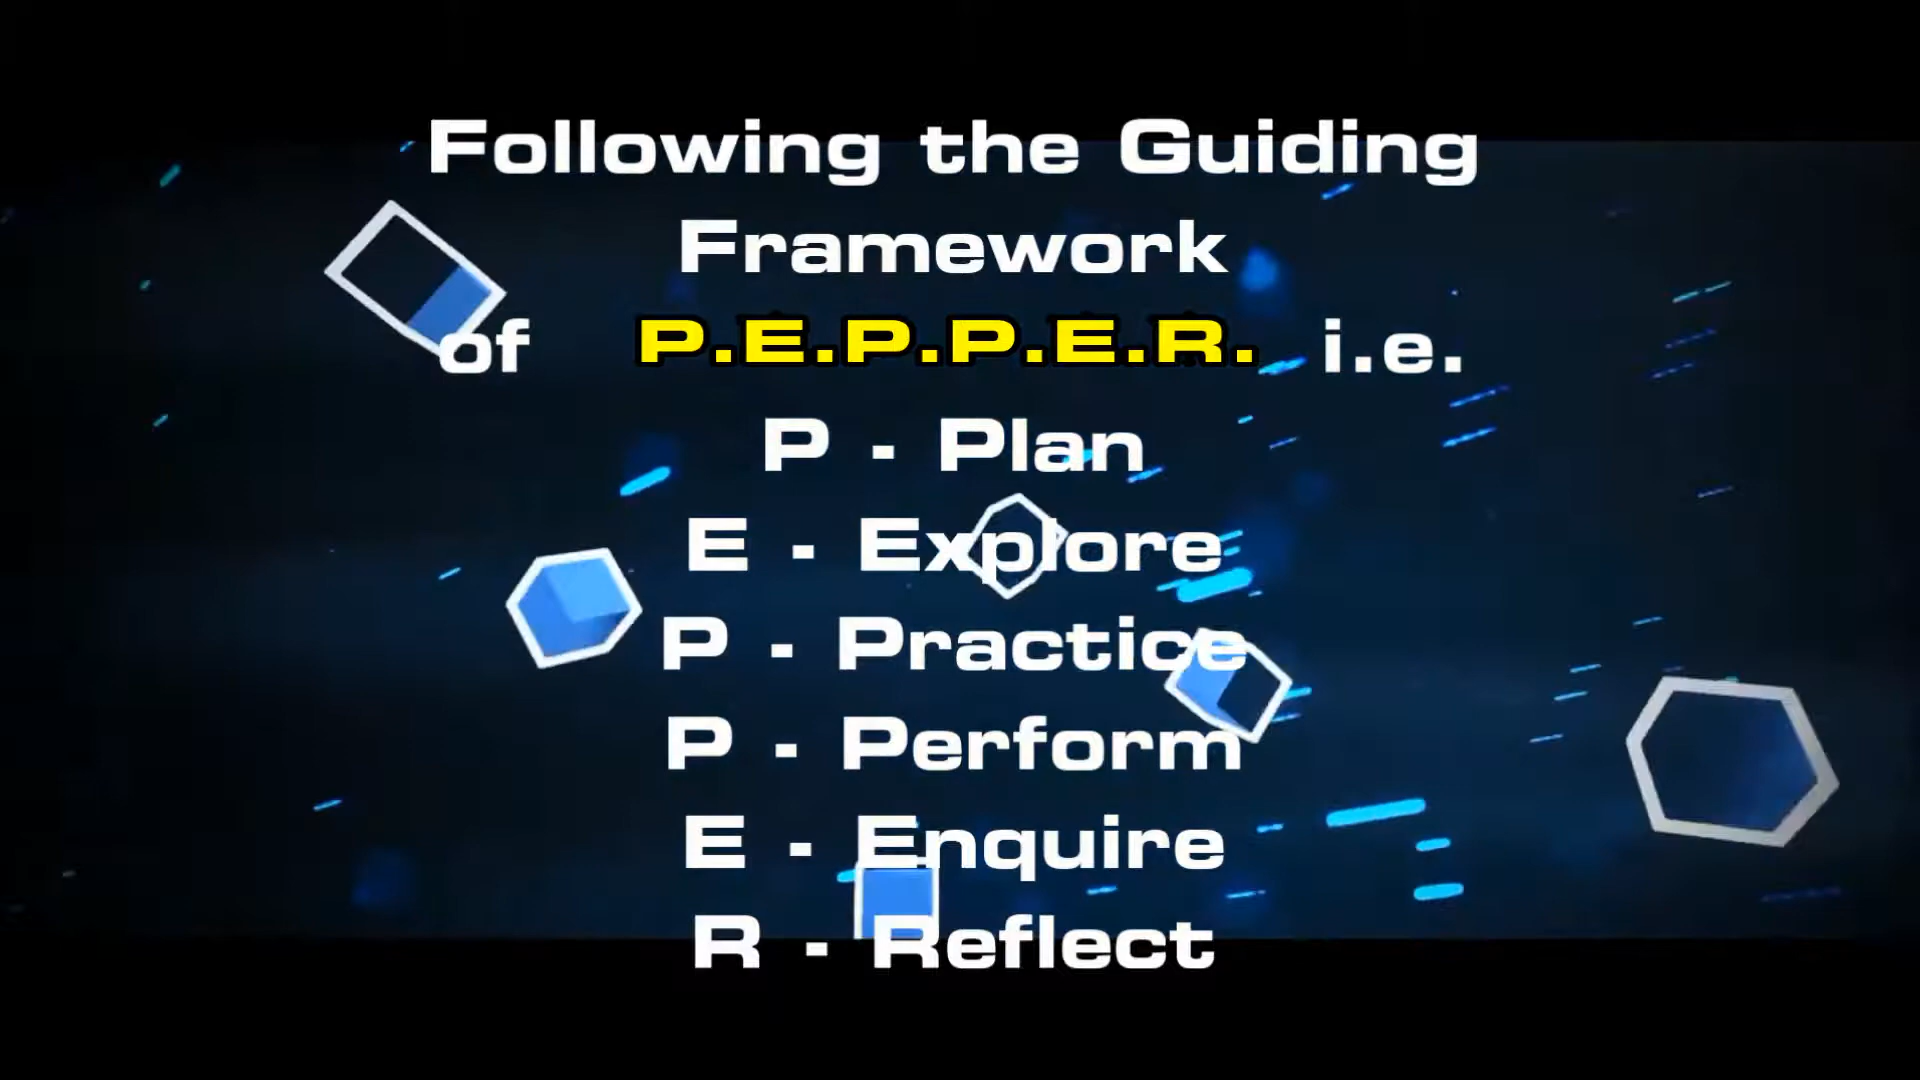 Following the Guiding
Framework
of P.E.P.P.E.R. i.e.
P - Plan
E - Explore
P - Practice
P - Perform
E - Enquire
R - Reflect